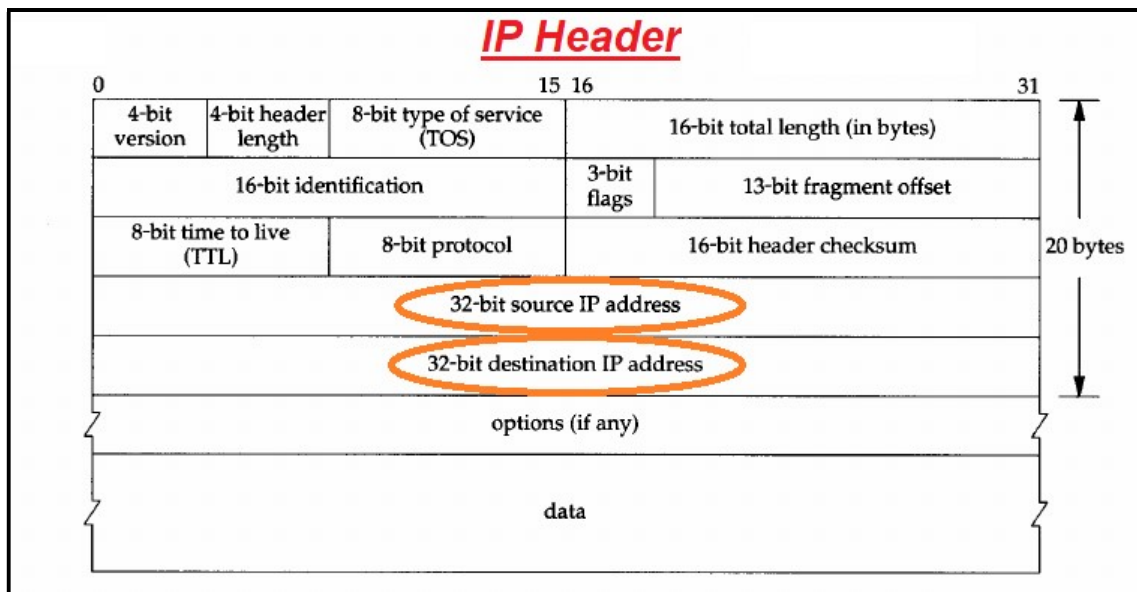 IP Header
0 15 16 31
4-bit version
4-bit header length
8-bit type of service (TOS)
16-bit total length (in bytes)
16-bit identification
3-bit flags
13-bit fragment offset
8-bit time to live (TTL)
8-bit protocol
16-bit header checksum
20 bytes
32-bit source IP address
32-bit destination IP address
options (if any)
data